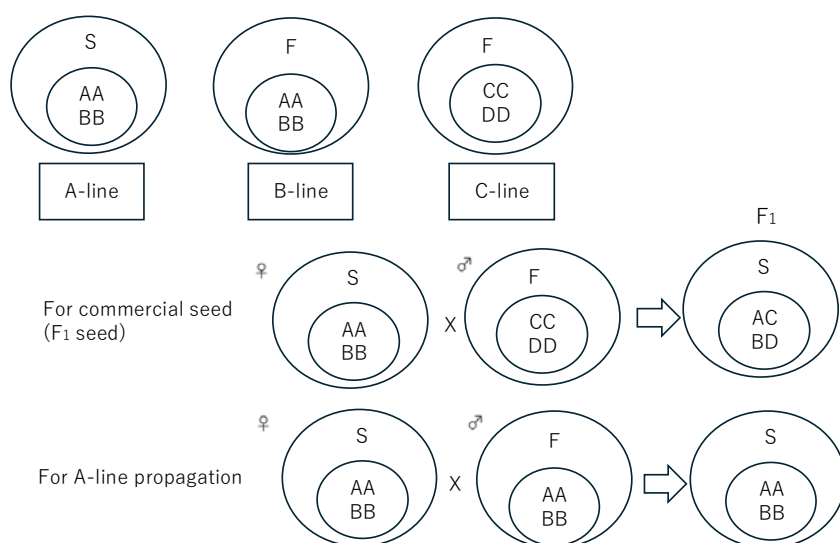 S
F
F
AA
BB
AA
BB
CC
DD
A-line
B-line
C-line
F1
♀
♂
For commercial seed
(F1 seed)
S
AA
BB
X
F
CC
DD
S
AC
BD
♀
♂
For A-line propagation
S
AA
BB
X
F
AA
BB
S
AA
BB